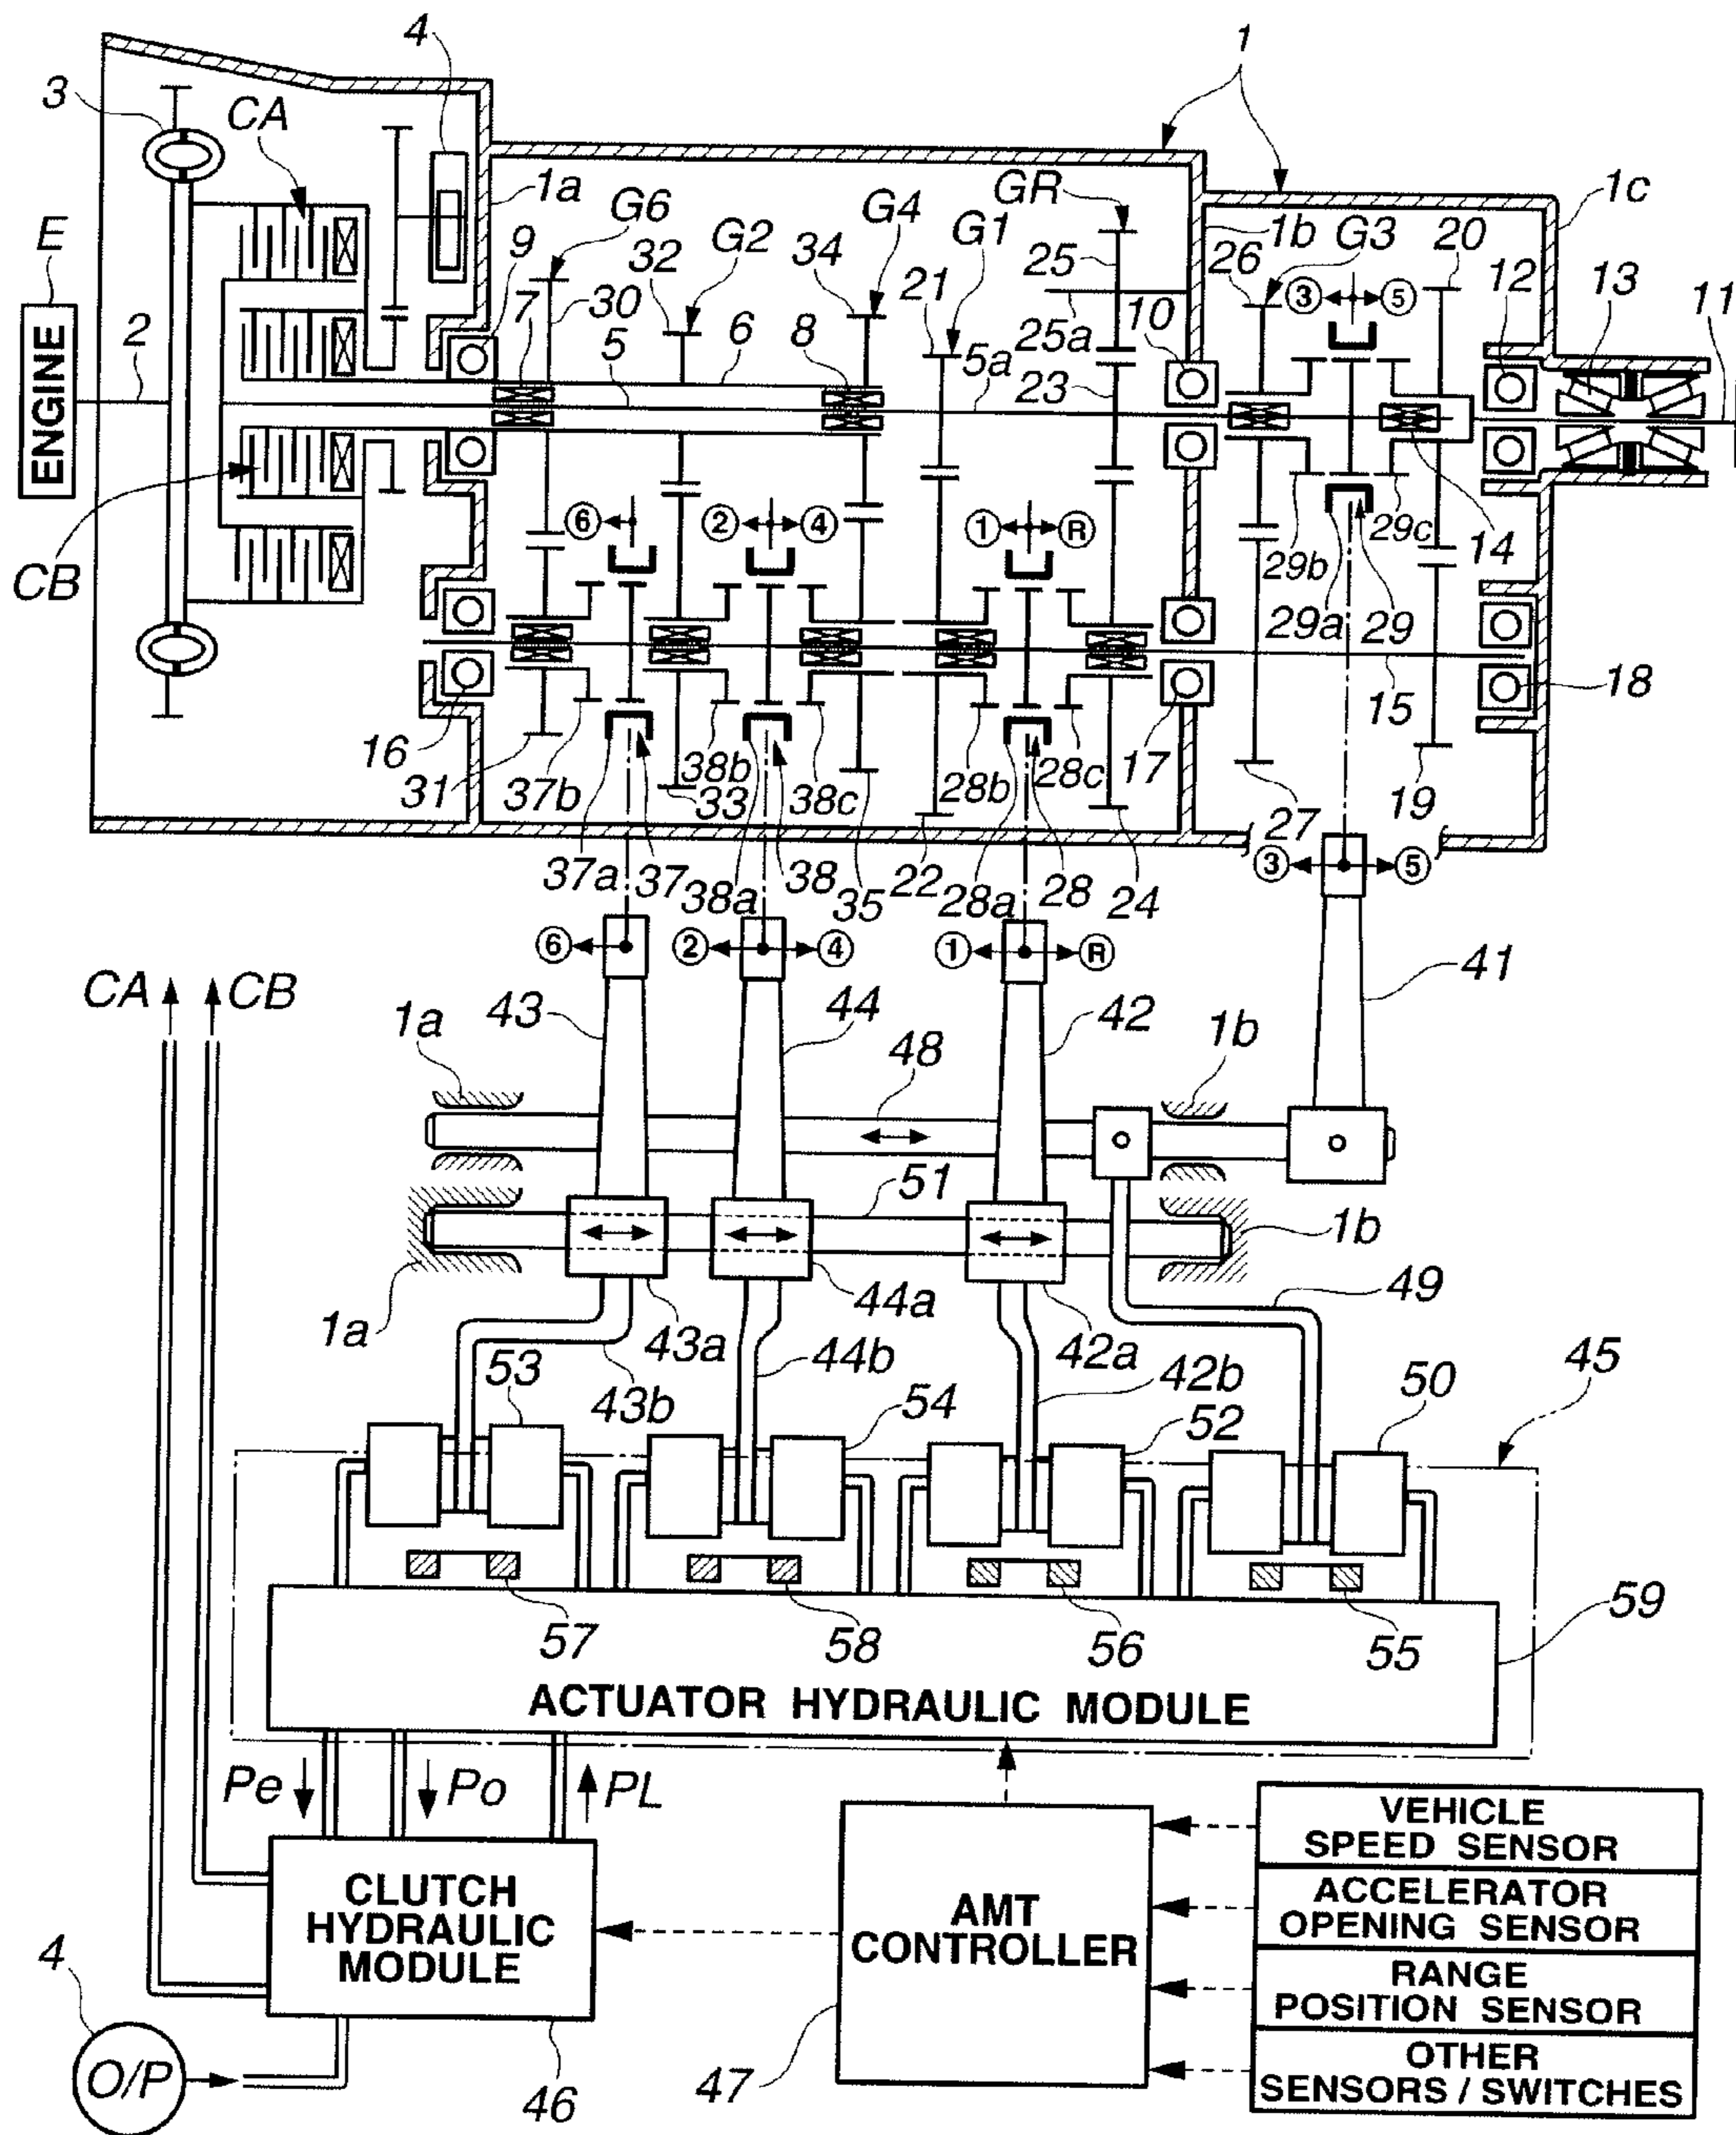 4
1
3
CA
1a
GR
1c
G6
G2
G4
G1
1b
G3
20
E
9
32
34
25
26
12
13
11
③ ⑤
21
2
7
30
5
6
8
5a
25a
10
23
ENGINE
⑥
② ④
① Ⓡ
29c
14
29b
CB
29a
29
15
18
16
31
37b
38b
33
38c
28b
28c
17
27
19
③ ⑤
37a
37
38a
38
35
22
28a
28
24
⑥
② ④
① Ⓡ
41
CA
CB
43
44
42
1a
48
1b
51
1b
1a
43a
44a
42a
49
53
43b
44b
42b
45
54
52
50
57
58
56
55
59
ACTUATOR HYDRAULIC MODULE
Pe
Po
PL
VEHICLE
SPEED SENSOR
CLUTCH
HYDRAULIC
MODULE
AMT
CONTROLLER
ACCELERATOR
OPENING SENSOR
RANGE
POSITION SENSOR
4
OTHER
SENSORS / SWITCHES
O/P
46
47